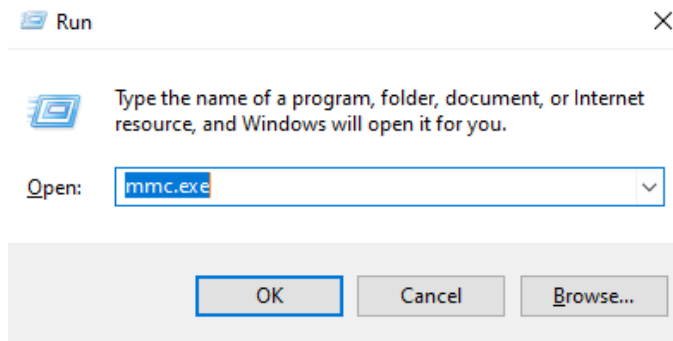 Run
Type the name of a program, folder, document, or Internet
resource, and Windows will open it for you.
Open: mmc.exe
OK Cancel Browse...